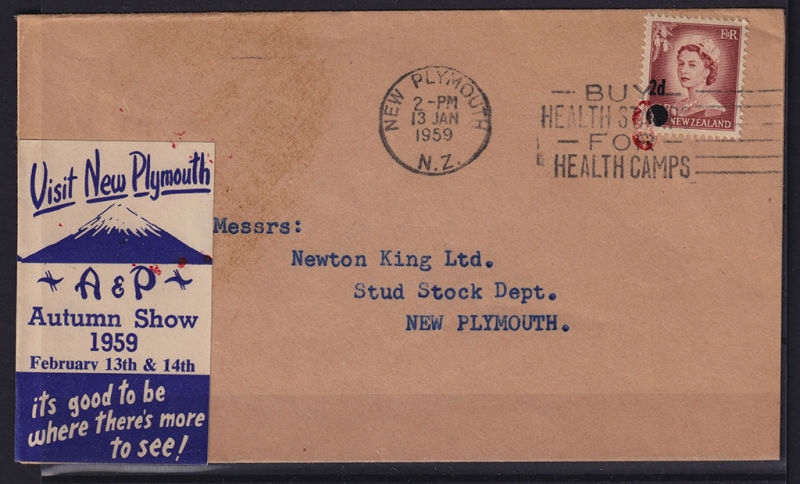 NEW PLYMOUTH
2-PM
13 JAN
1959
N.Z.
E R
2d
NEW ZEALAND
BUY
HEALTH
FOR
HEALTH CAMPS
Visit New Plymouth
A & P
Autumn Show
1959
February 13th & 14th
it's good to be
where there's more
to see!
Messrs:
Newton King Ltd.
Stud Stock Dept.
NEW PLYMOUTH.